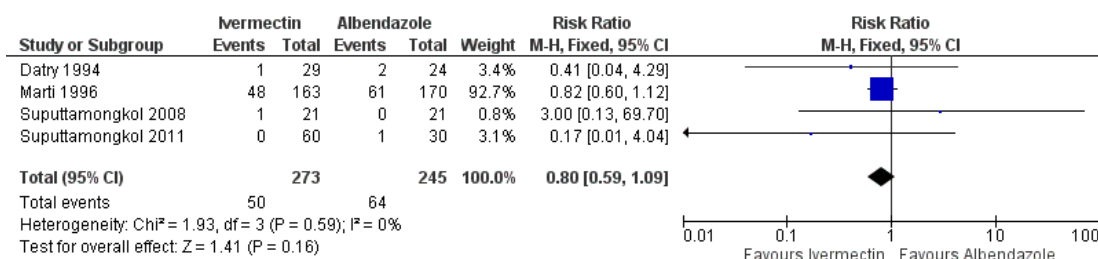 Ivermectin Albendazole Risk Ratio Risk Ratio
Study or Subgroup Events Total Events Total Weight M-H, Fixed, 95% CI M-H, Fixed, 95% CI
Datry 1994 1 29 2 24 3.4% 0.41 [0.04, 4.29]
Marti 1996 48 163 61 170 92.7% 0.82 [0.60, 1.12]
Suputtamongkol 2008 1 21 0 21 0.8% 3.00 [0.13, 69.70]
Suputtamongkol 2011 0 60 1 30 3.1% 0.17 [0.01, 4.04]
Total (95% CI) 273 245 100.0% 0.80 [0.59, 1.09]
Total events 50 64
Heterogeneity: Chi² = 1.93, df = 3 (P = 0.59); I² = 0%
Test for overall effect: Z = 1.41 (P = 0.16)
0.01 0.1 1 10 100
Favours Ivermectin Favours Albendazole